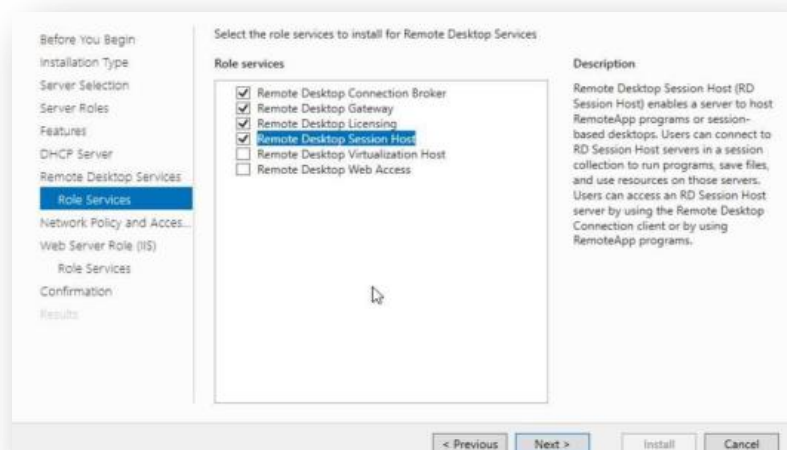 Before You Begin
Installation Type
Server Selection
Server Roles
Features
DHCP Server
Remote Desktop Services
Role Services
Network Policy and Acces...
Web Server Role (IIS)
Role Services
Confirmation
Results
Select the role services to install for Remote Desktop Services
Role services
Remote Desktop Connection Broker
Remote Desktop Gateway
Remote Desktop Licensing
Remote Desktop Session Host
Remote Desktop Virtualization Host
Remote Desktop Web Access
Description
Remote Desktop Session Host (RD
Session Host) enables a server to host
RemoteApp programs or session-
based desktops. Users can connect to
RD Session Host servers in a session
collection to run programs, save files,
and use resources on those servers.
Users can access an RD Session Host
server by using the Remote Desktop
Connection client or by using
RemoteApp programs.
< Previous
Next >
Install
Cancel